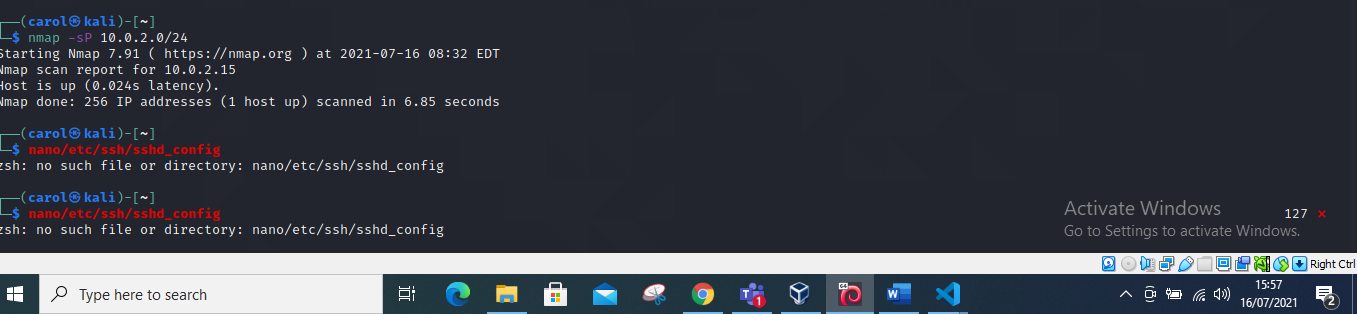 (carol㉿kali)-[~]
$ nmap -sP 10.0.2.0/24
Starting Nmap 7.91 ( https://nmap.org ) at 2021-07-16 08:32 EDT
Nmap scan report for 10.0.2.15
Host is up (0.024s latency).
Nmap done: 256 IP addresses (1 host up) scanned in 6.85 seconds
(carol㉿kali)-[~]
$ nano/etc/ssh/sshd_config
zsh: no such file or directory: nano/etc/ssh/sshd_config
(carol㉿kali)-[~]
$ nano/etc/ssh/sshd_config
zsh: no such file or directory: nano/etc/ssh/sshd_config
127 ⨯
Activate Windows
Go to Settings to activate Windows.
Right Ctrl
Type here to search
1
64
W
15:57
16/07/2021
2